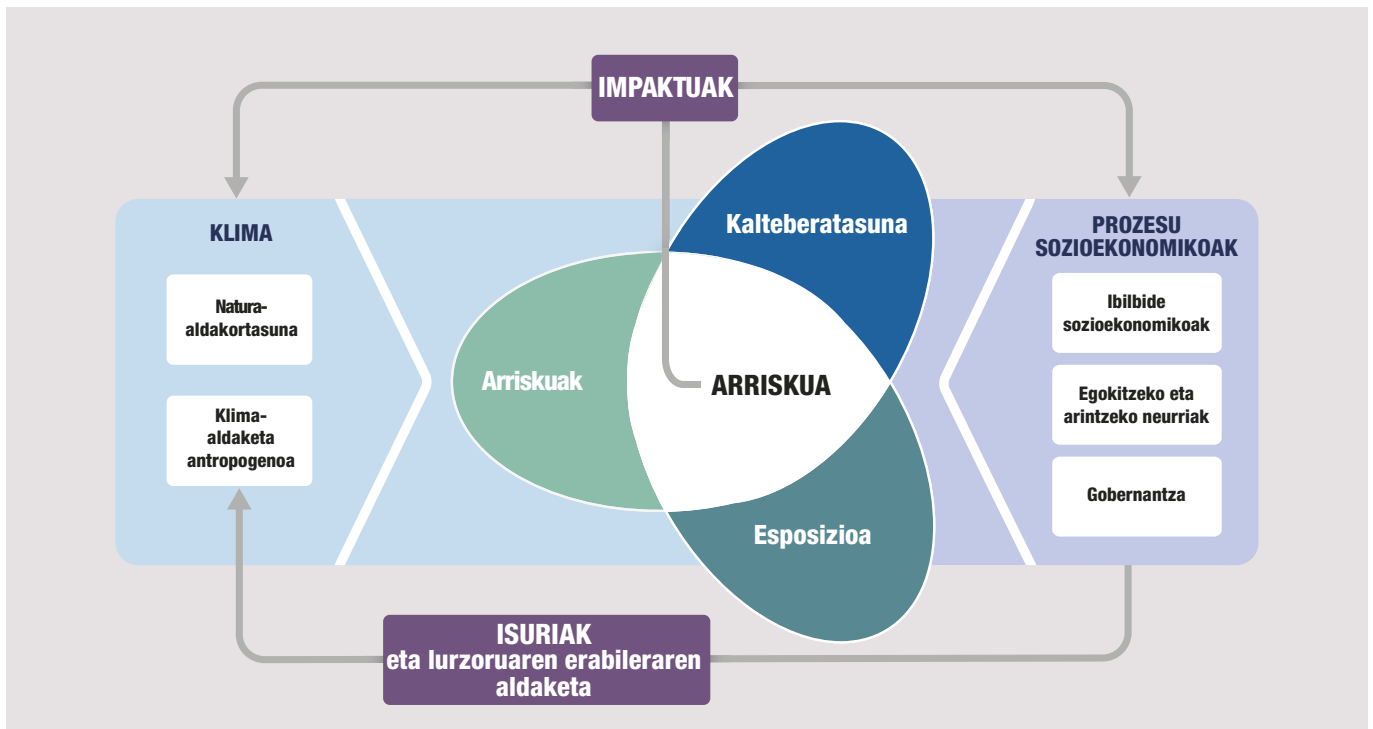 IMPAKTUAK
KLIMA
Natura-
aldakortasuna
Klima-
aldaketa
antropogenoa
Arriskuak
Kalteberatasuna
ARRISKUA
Esposizioa
PROZESU
SOZIOEKONOMIKOAK
Ibilbide
sozioekonomikoak
Egokitzeko eta
arintzeko neurriak
Gobernantza
ISURIAK
eta lurzoruaren erabileraren
aldaketa